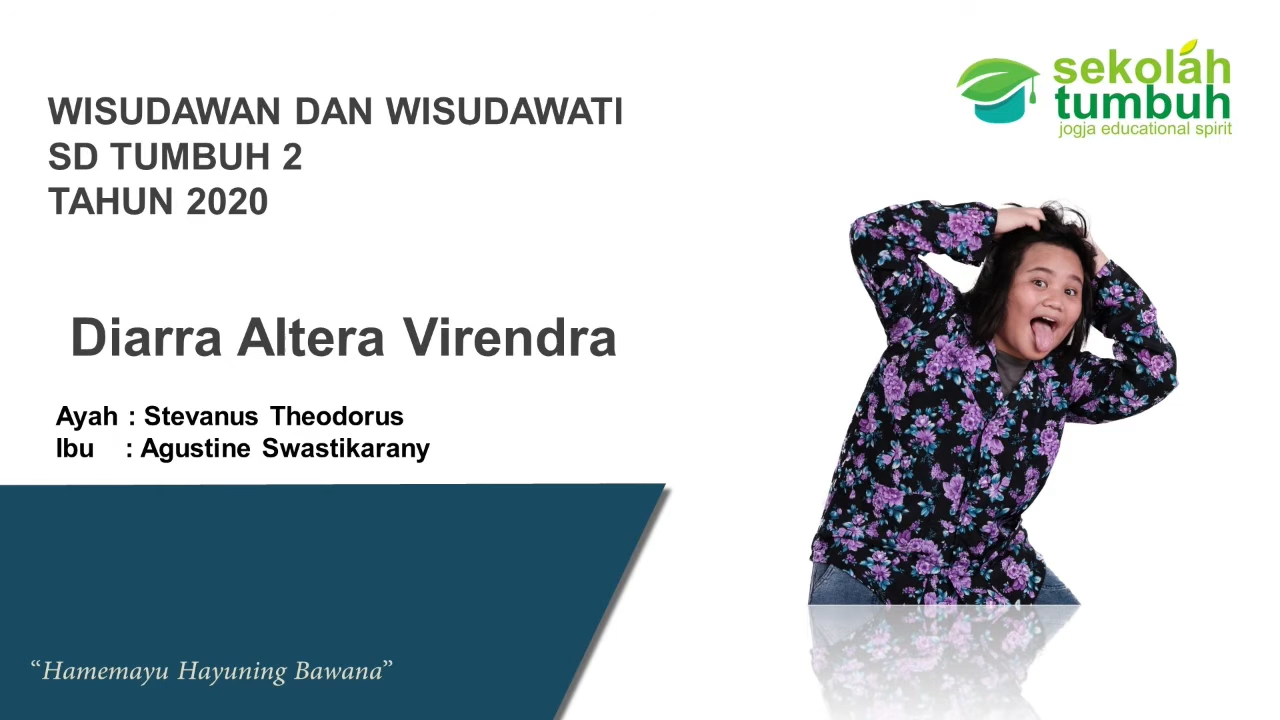 sekolah
tumbuh
jogja educational spirit
WISUDAWAN DAN WISUDAWATI
SD TUMBUH 2
TAHUN 2020
Diarra Altera Virendra
Ayah : Stevanus Theodorus
Ibu : Agustine Swastikarany
“Hamemayu Hayuning Bawana”